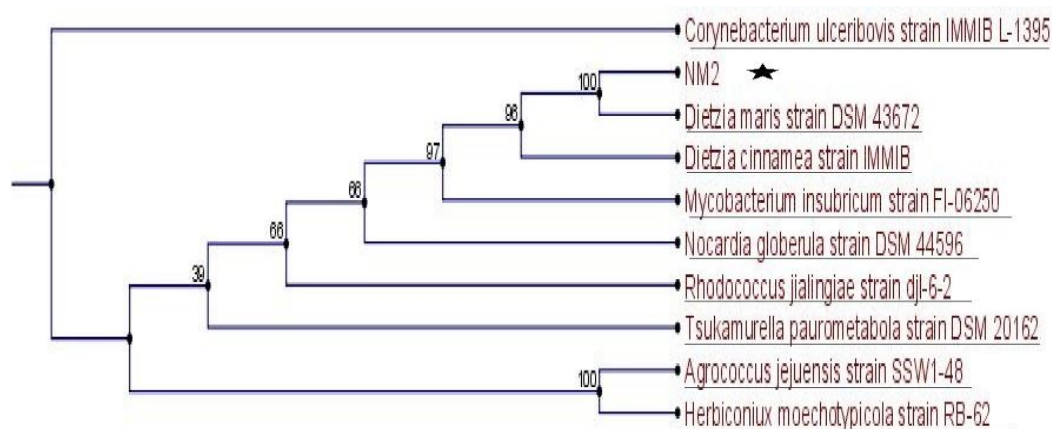 Corynebacterium ulceribovis strain IMMIB L-1395
NM2
100
Dietzia maris strain DSM 43672
96
Dietzia cinnamea strain IMMIB
97
Mycobacterium insubricum strain FI-06250
66
Nocardia globerula strain DSM 44596
66
Rhodococcus jialingiae strain djl-6-2
39
Tsukamurella paurometabola strain DSM 20162
Agrococcus jejuensis strain SSW1-48
100
Herbiconiux moechotypicola strain RB-62